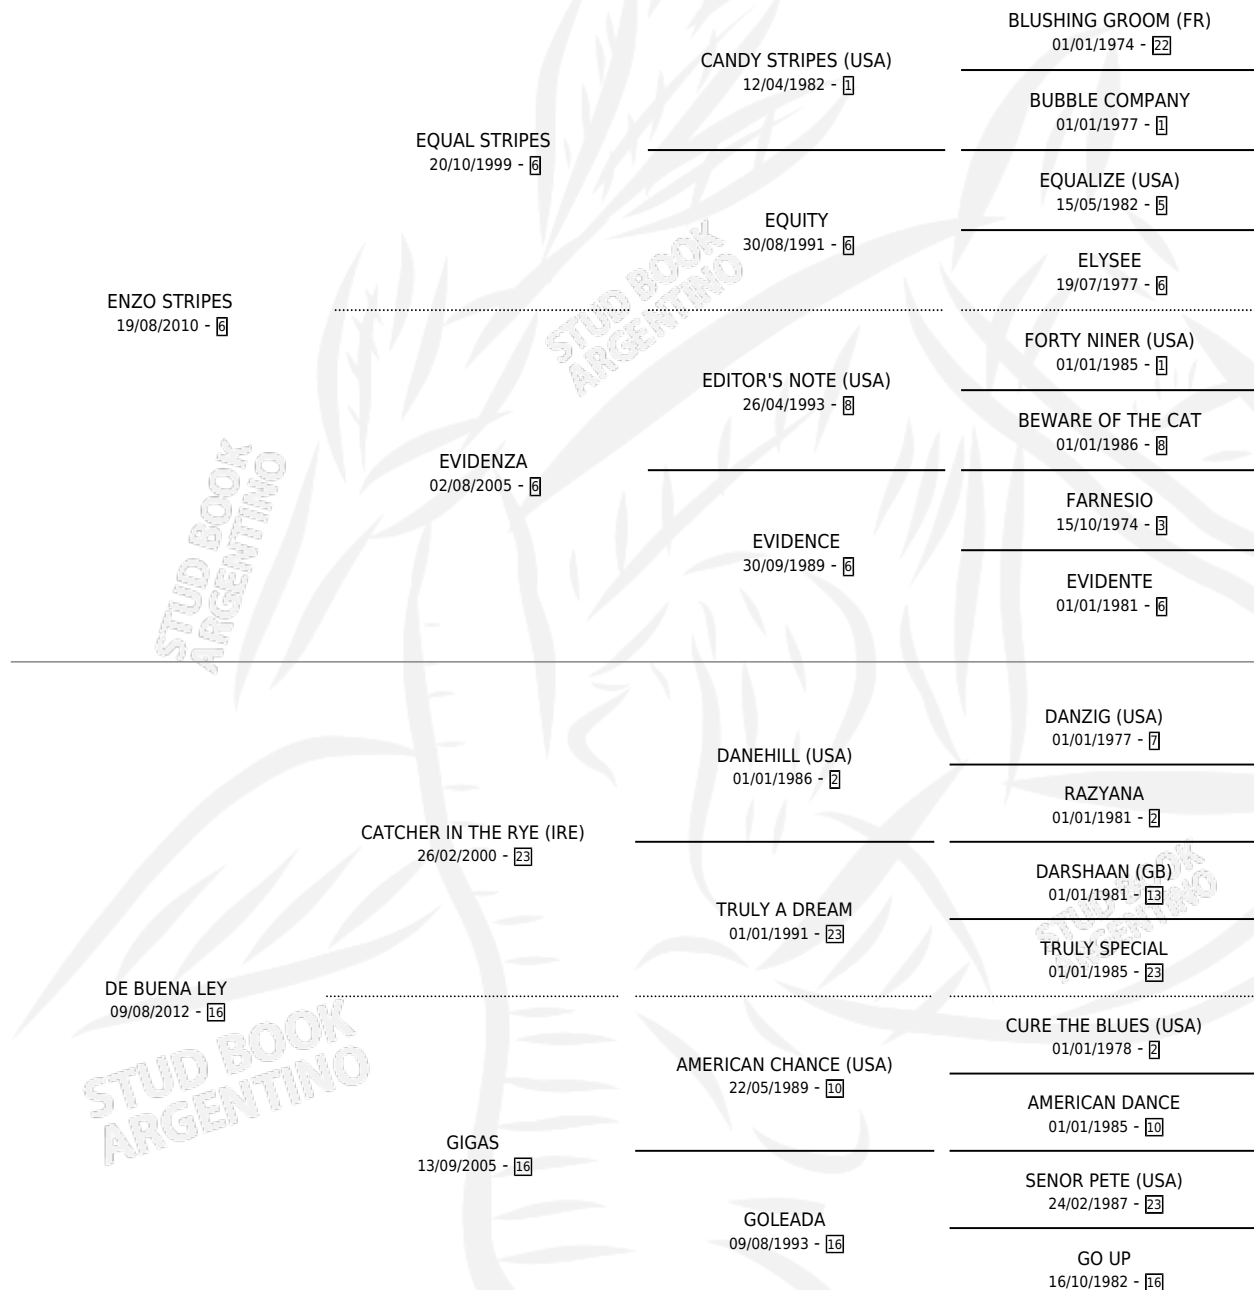 BLUSHING GROOM (FR)
01/01/1974 - 22
CANDY STRIPES (USA)
12/04/1982 - 1
BUBBLE COMPANY
01/01/1977 - 1
EQUAL STRIPES
20/10/1999 - 6
EQUALIZE (USA)
15/05/1982 - 5
EQUITY
30/08/1991 - 6
ELYSEE
19/07/1977 - 6
ENZO STRIPES
19/08/2010 - 6
FORTY NINER (USA)
01/01/1985 - 1
EDITOR'S NOTE (USA)
26/04/1993 - 8
BEWARE OF THE CAT
01/01/1986 - 8
EVIDENZA
02/08/2005 - 6
FARNESIO
15/10/1974 - 3
EVIDENCE
30/09/1989 - 6
EVIDENTE
01/01/1981 - 6
STUD BOOK
ARGENTINO
STUD BOOK
ARGENTINO
DANZIG (USA)
01/01/1977 - 7
DANEHILL (USA)
01/01/1986 - 2
RAZYANA
01/01/1981 - 2
CATCHER IN THE RYE (IRE)
26/02/2000 - 23
DARSHAAN (GB)
01/01/1981 - 13
TRULY A DREAM
01/01/1991 - 23
TRULY SPECIAL
01/01/1985 - 23
DE BUENA LEY
09/08/2012 - 16
CURE THE BLUES (USA)
01/01/1978 - 2
AMERICAN CHANCE (USA)
22/05/1989 - 10
AMERICAN DANCE
01/01/1985 - 10
GIGAS
13/09/2005 - 16
SENOR PETE (USA)
24/02/1987 - 23
GOLEADA
09/08/1993 - 16
GO UP
16/10/1982 - 16
STUD BOOK
ARGENTINO
STUD BOOK
ARGENTINO